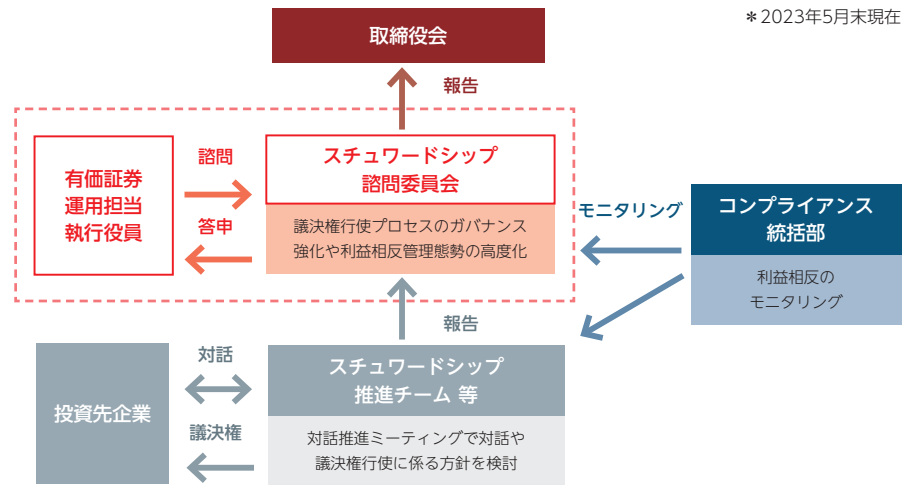 ＊2023年5月末現在
取締役会
報告
有価証券
運用担当
執行役員
諮問
答申
スチュワードシップ
諮問委員会
議決権行使プロセスのガバナンス
強化や利益相反管理態勢の高度化
モニタリング
コンプライアンス
統括部
利益相反の
モニタリング
報告
投資先企業
対話
議決権
スチュワードシップ
推進チーム 等
対話推進ミーティングで対話や
議決権行使に係る方針を検討